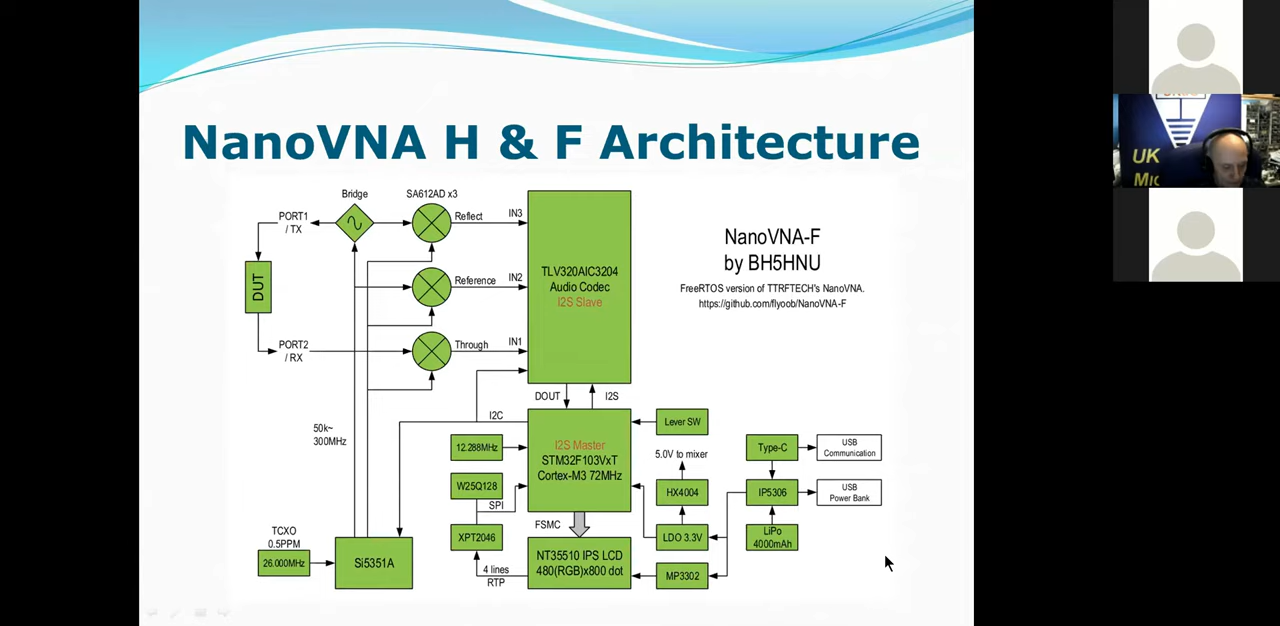 NanoVNA H & F Architecture
Bridge
SA612AD x3
PORT1
/ TX
Reflect
IN3
NanoVNA-F
by BH5HNU
FreeRTOS version of TTRFTECH's NanoVNA.
https://github.com/flyoob/NanoVNA-F
DUT
Reference
IN2
TLV320AIC3204
Audio Codec
I2S Slave
PORT2
/ RX
Through
IN1
DOUT
I2S
I2C
50k~
300MHz
12.288MHz
I2S Master
STM32F103VxT
Cortex-M3 72MHz
Lever SW
5.0V to mixer
Type-C
USB
Communication
W25Q128
SPI
HX4004
IP5306
USB
Power Bank
FSMC
XPT2046
LDO 3.3V
LiPo
4000mAh
TCXO
0.5PPM
26.000MHz
Si5351A
4 lines
RTP
NT35510 IPS LCD
480(RGB)x800 dot
MP3302
UK